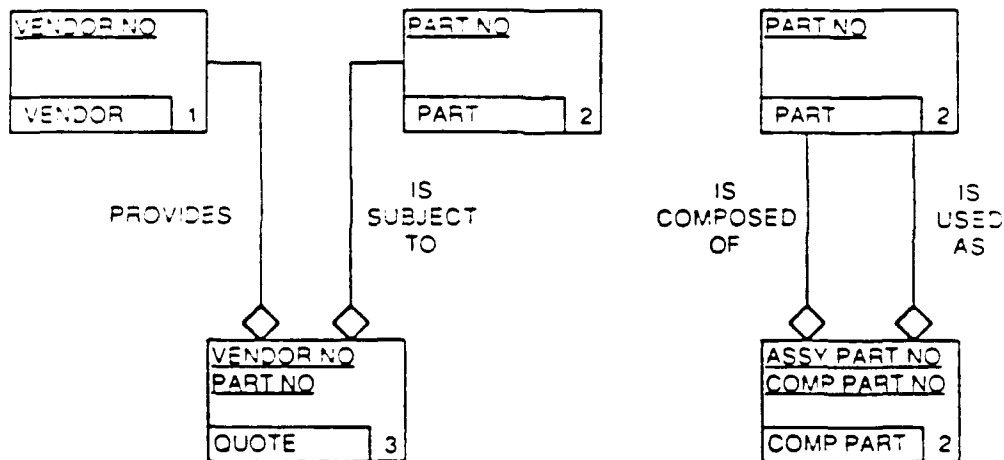 VENDOR NO
VENDOR 1
PART NO
PART 2
PART NO
PART 2
PROVIDES
IS
SUBJECT
TO
IS
COMPOSED
OF
IS
USED
AS
VENDOR NO
PART NO
QUOTE 3
ASSY PART NO
COMP PART NO
COMP PART 2